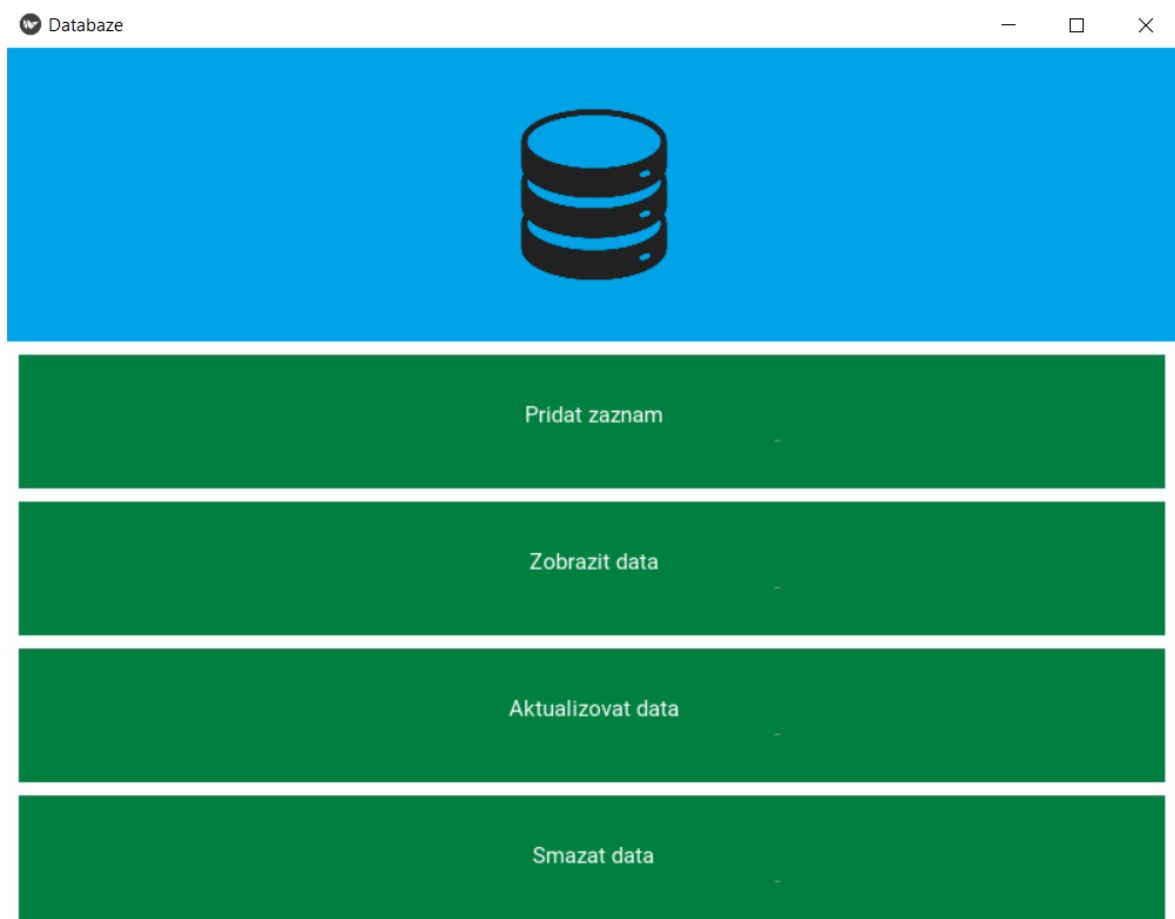 Databaze
Pridat zaznam
Zobrazit data
Aktualizovat data
Smazat data